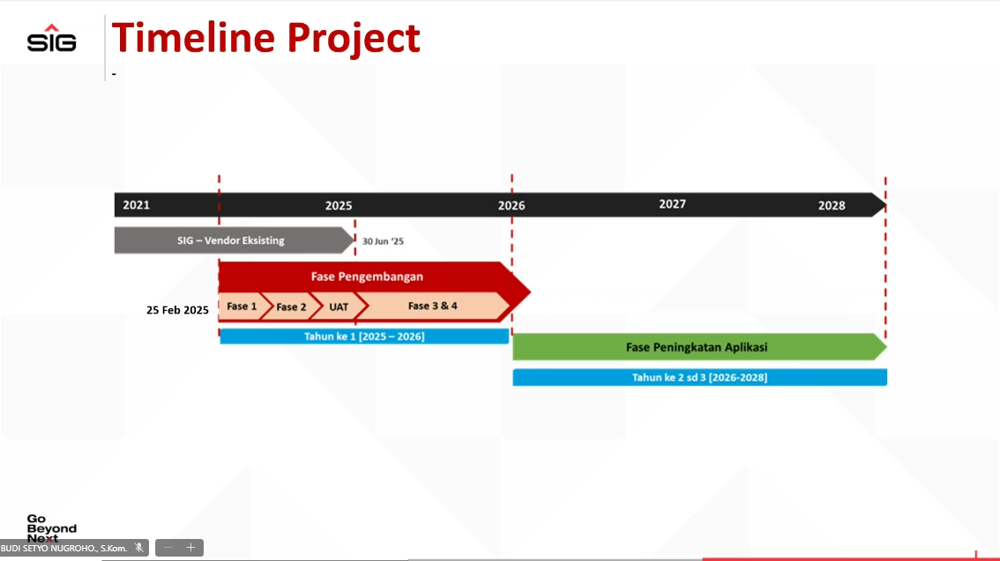 SIG
Timeline Project
-
2021 2025 2026 2027 2028
SIG – Vendor Eksisting
30 Jun ‘25
Fase Pengembangan
25 Feb 2025
Fase 1 Fase 2 UAT Fase 3 & 4
Tahun ke 1 [2025 – 2026]
Fase Peningkatan Aplikasi
Tahun ke 2 sd 3 [2026-2028]
Go
Beyond
Next
BUDI SETYO NUGROHO., S.Kom.